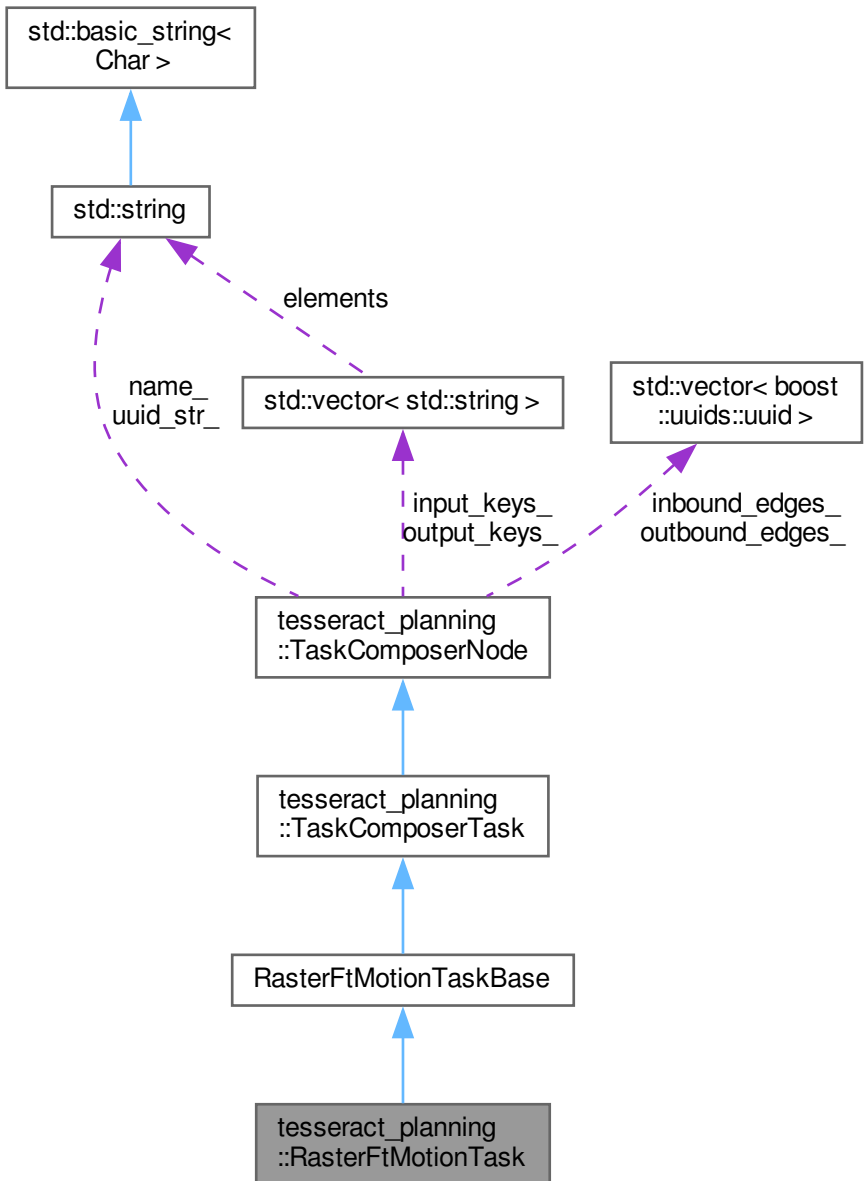 std::basic_string<
Char >
std::string
elements
name_
uuid_str_
std::vector< std::string >
std::vector< boost
::uuids::uuid >
input_keys_
output_keys_
inbound_edges_
outbound_edges_
tesseract_planning
::TaskComposerNode
tesseract_planning
::TaskComposerTask
RasterFtMotionTaskBase
tesseract_planning
::RasterFtMotionTask